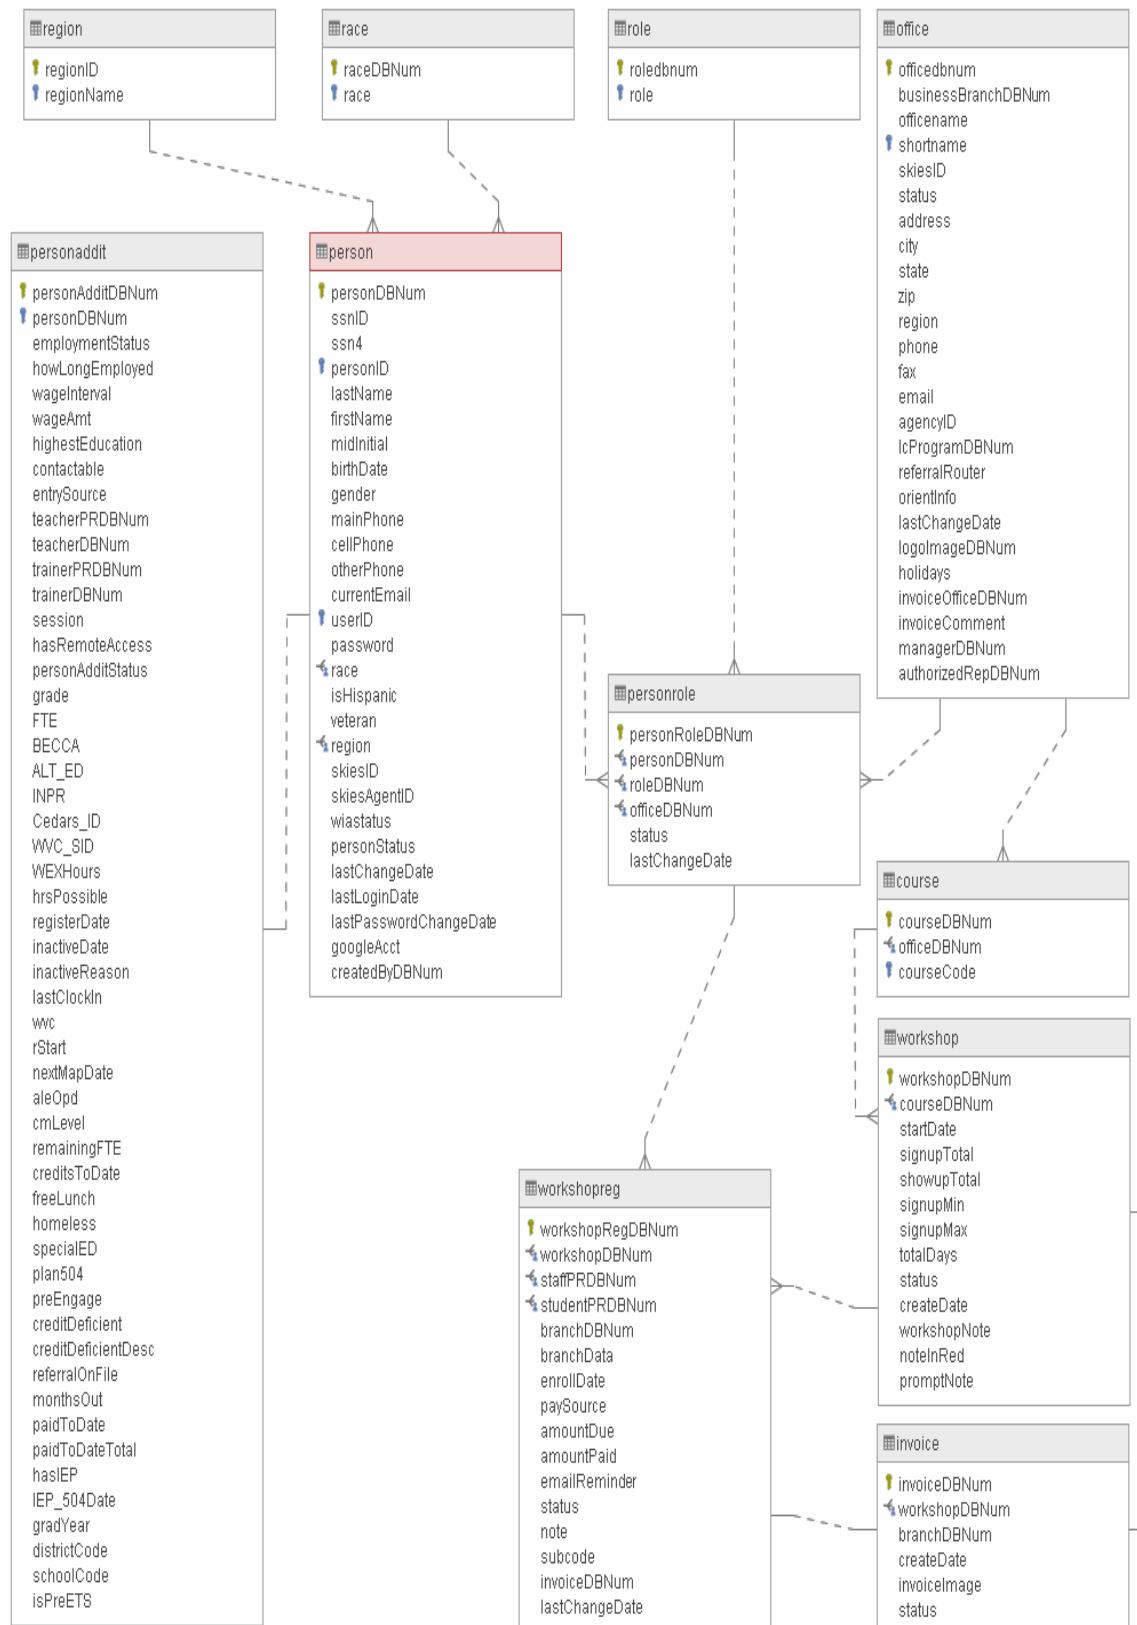 region
regionID
regionName
race
raceDBNum
race
role
roledbnum
role
office
officedbnum
businessBranchDBNum
officename
shortname
skiesID
status
address
city
state
zip
region
phone
fax
email
agencyID
lcProgramDBNum
referralRouter
orientInfo
lastChangeDate
logoImageDBNum
holidays
invoiceOfficeDBNum
invoiceComment
managerDBNum
authorizedRepDBNum
personaddit
personAdditDBNum
personDBNum
employmentStatus
howLongEmployed
wageInterval
wageAmt
highestEducation
contactable
entrySource
teacherPRDBNum
teacherDBNum
trainerPRDBNum
trainerDBNum
session
hasRemoteAccess
personAdditStatus
grade
FTE
BECCA
ALT_ED
INPR
Cedars_ID
WVC_SID
WEXHours
hrsPossible
registerDate
inactiveDate
inactiveReason
lastClockIn
wvc
rStart
nextMapDate
aleOpd
cmLevel
remainingFTE
creditsToDate
freeLunch
homeless
specialED
plan504
preEngage
creditDeficient
creditDeficientDesc
referralOnFile
monthsOut
paidToDate
paidToDateTotal
hasIEP
IEP_504Date
gradYear
districtCode
schoolCode
isPreETS
person
personDBNum
ssnID
ssn4
personID
lastName
firstName
midInitial
birthDate
gender
mainPhone
cellPhone
otherPhone
currentEmail
userID
password
race
isHispanic
veteran
region
skiesID
skiesAgentID
wiastatus
personStatus
lastChangeDate
lastLoginDate
lastPasswordChangeDate
googleAcct
createdByDBNum
personrole
personRoleDBNum
personDBNum
roleDBNum
officeDBNum
status
lastChangeDate
course
courseDBNum
officeDBNum
courseCode
workshop
workshopDBNum
courseDBNum
startDate
signupTotal
showupTotal
signupMin
signupMax
totalDays
status
createDate
workshopNote
noteInRed
promptNote
workshopreg
workshopRegDBNum
workshopDBNum
staffPRDBNum
studentPRDBNum
branchDBNum
branchData
enrollDate
paySource
amountDue
amountPaid
emailReminder
status
note
subcode
invoiceDBNum
lastChangeDate
invoice
invoiceDBNum
workshopDBNum
branchDBNum
createDate
invoiceImage
status